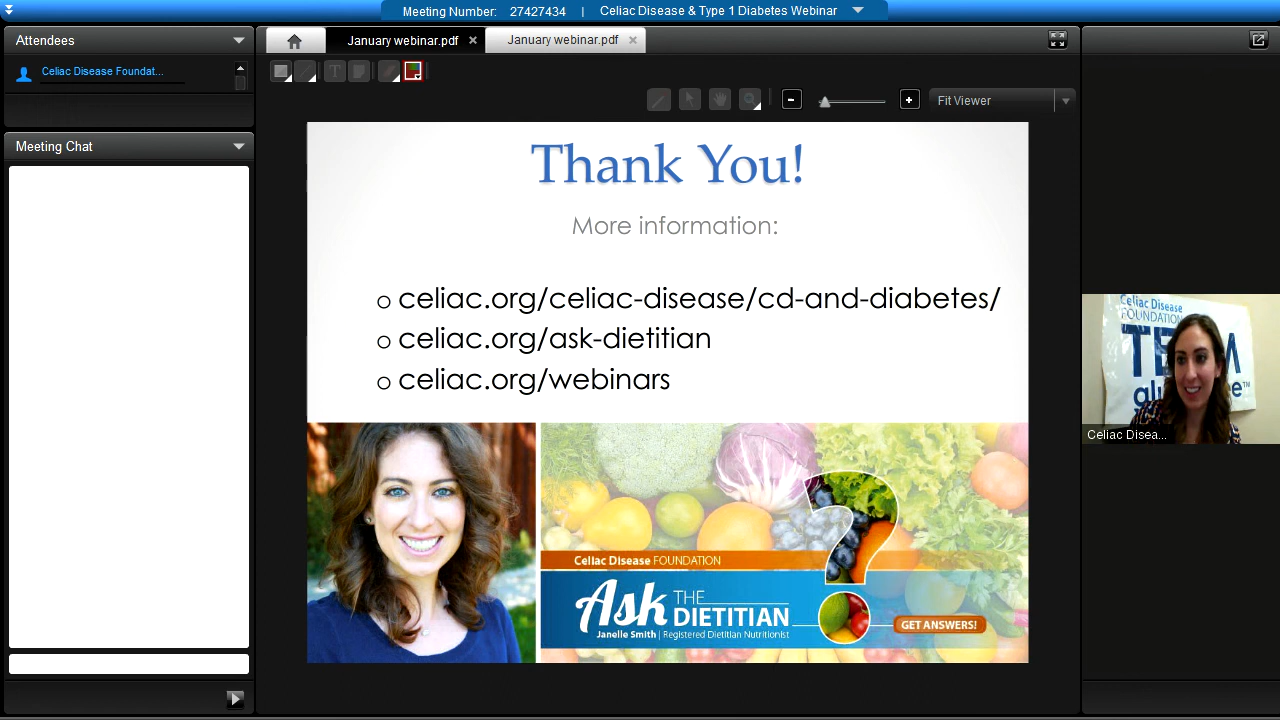 Meeting Number: 27427434 | Celiac Disease & Type 1 Diabetes Webinar
Attendees
Celiac Disease Foundat...
Meeting Chat
January webinar.pdf
January webinar.pdf
T
Fit Viewer
Thank You!
More information:
o celiac.org/celiac-disease/cd-and-diabetes/
o celiac.org/ask-dietitian
o celiac.org/webinars
Celiac Disease FOUNDATION
Ask THE DIETITIAN
Janelle Smith | Registered Dietitian Nutritionist
?
GET ANSWERS!
Celiac Disease
FOUNDATION
Celiac Disea...